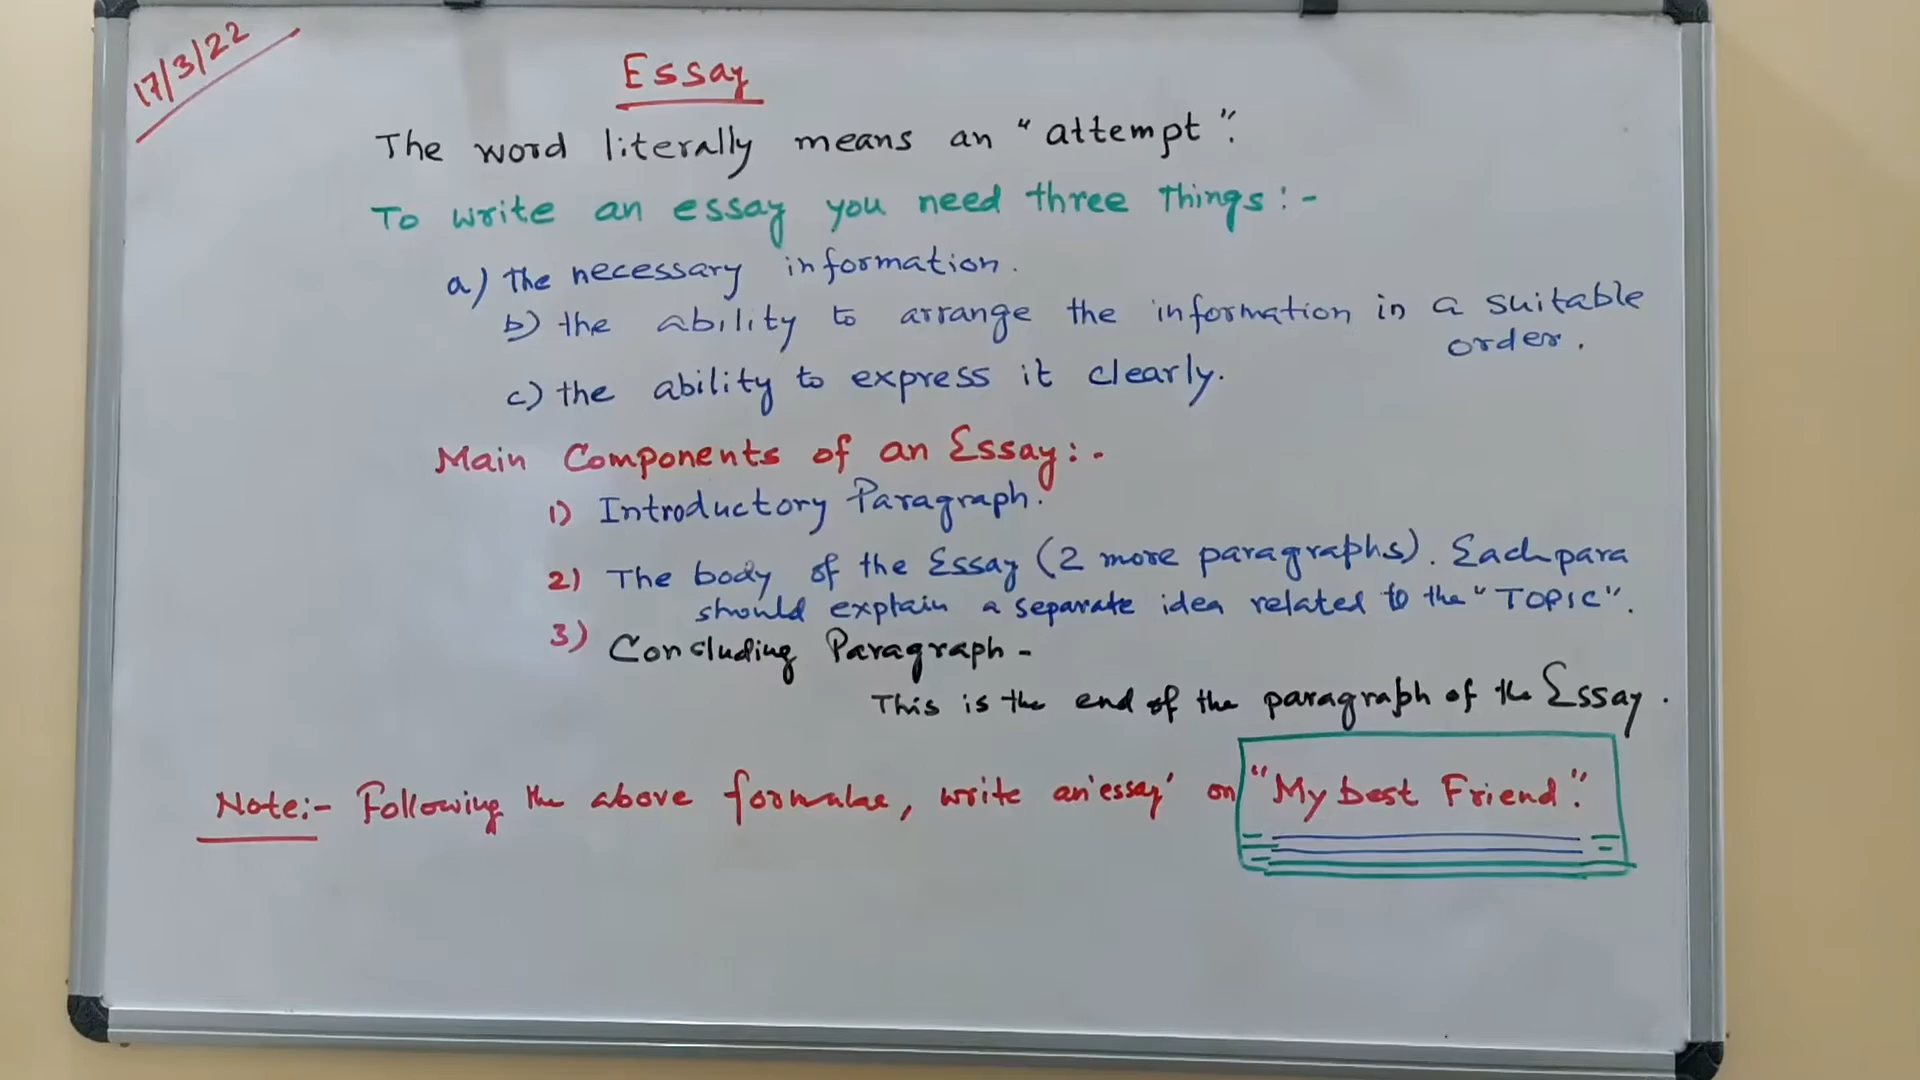 17/3/22
Essay
The word literally means an "attempt".
To write an essay you need three things:-
a) the necessary information.
b) the ability to arrange the information in a suitable
order.
c) the ability to express it clearly.
Main Components of an Essay:-
1) Introductory Paragraph.
2) The body of the Essay (2 more paragraphs). Each para
should explain a separate idea related to the "TOPIC".
3) Concluding Paragraph -
This is the end of the paragraph of the Essay.
Note:- Following the above formulae, write an 'essay' on "My best Friend".